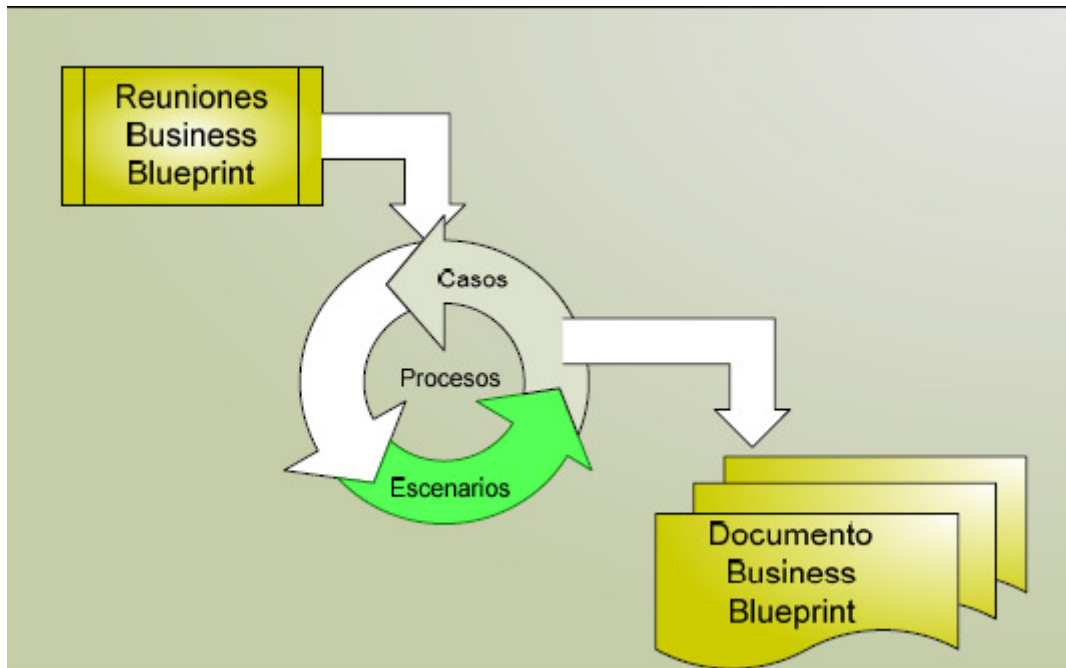 Reuniones
Business
Blueprint
Casos
Procesos
Escenarios
Documento
Business
Blueprint